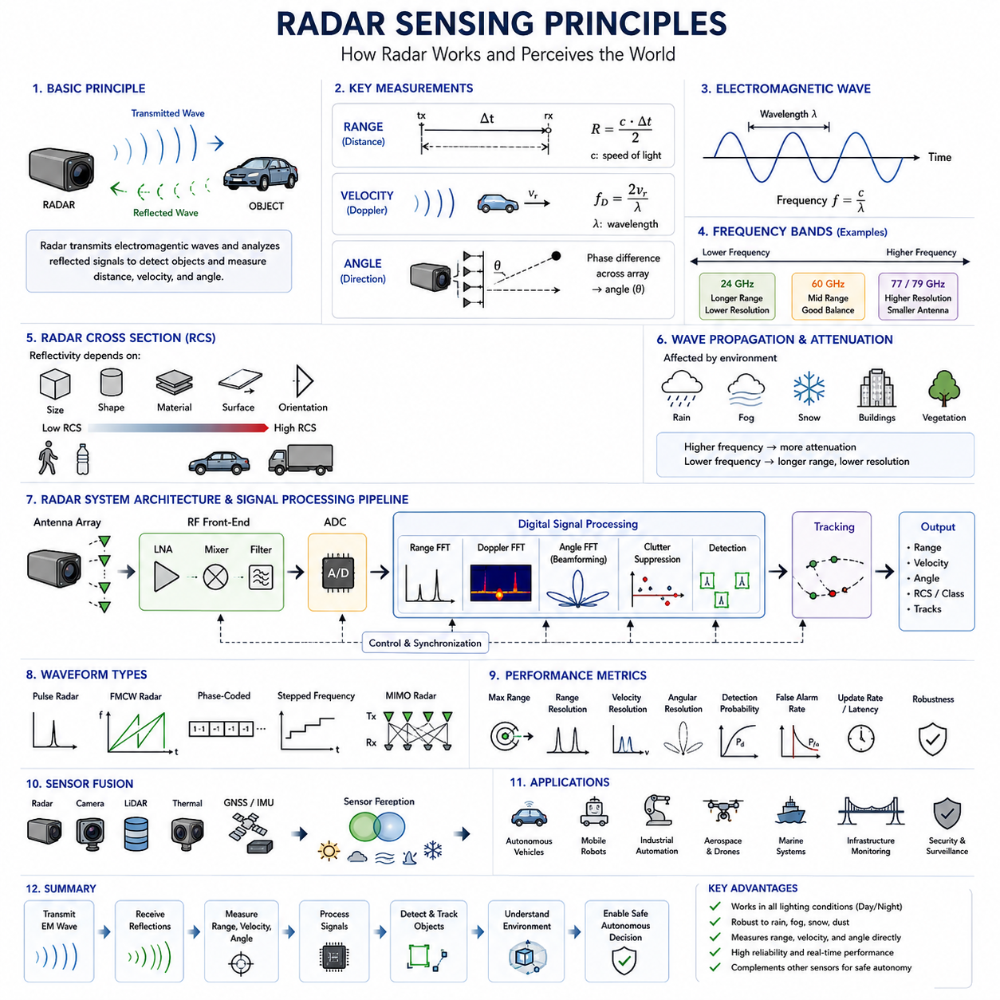 RADAR SENSING PRINCIPLES
How Radar Works and Perceives the World
1. BASIC PRINCIPLE
Transmitted Wave
RADAR
Reflected Wave
OBJECT
Radar transmits electromagentic waves and analyzes
reflected signals to detect objects and measure
distance, velocity, and angle.
2. KEY MEASUREMENTS
RANGE
(Distance)
tx
Δt
rx
R = c · Δt / 2
c: speed of light
VELOCITY
(Doppler)
vr
fD = 2vr / λ
λ: wavelength
ANGLE
(Direction)
θ
Phase difference
across array
→ angle (θ)
3. ELECTROMAGNETIC WAVE
Wavelength λ
Time
Frequency f = c / λ
4. FREQUENCY BANDS (Examples)
Lower Frequency
Higher Frequency
24 GHz
Longer Range
Lower Resolution
60 GHz
Mid Range
Good Balance
77 / 79 GHz
Higher Resolution
Smaller Antenna
5. RADAR CROSS SECTION (RCS)
Reflectivity depends on:
Size
Shape
Material
Surface
Orientation
Low RCS
High RCS
6. WAVE PROPAGATION & ATTENUATION
Affected by environment
Rain
Fog
Snow
Buildings
Vegetation
Higher frequency → more attenuation
Lower frequency → longer range, lower resolution
7. RADAR SYSTEM ARCHITECTURE & SIGNAL PROCESSING PIPELINE
Antenna Array
RF Front-End
LNA
Mixer
Filter
ADC
A/D
Digital Signal Processing
Range FFT
Doppler FFT
Angle FFT
(Beamforming)
Clutter
Suppression
Detection
Tracking
Output
• Range
• Velocity
• Angle
• RCS / Class
• Tracks
Control & Synchronization
8. WAVEFORM TYPES
Pulse Radar
FMCW Radar
f
t
Phase-Coded
1 -1 -1 -1 -1 ...
Stepped Frequency
t
MIMO Radar
Tx
Rx
9. PERFORMANCE METRICS
Max Range
Range
Resolution
Velocity
Resolution
v
Angular
Resolution
Detection
Probability
Pd
False Alarm
Rate
Pfa
Update Rate
/ Latency
Robustness
10. SENSOR FUSION
Radar
Camera
LiDAR
Thermal
GNSS / IMU
Sensor Perception
11. APPLICATIONS
Autonomous
Vehicles
Mobile
Robots
Industrial
Automation
Aerospace
& Drones
Marine
Systems
Infrastructure
Monitoring
Security &
Surveillance
12. SUMMARY
Transmit
EM Wave
Receive
Reflections
Measure
Range, Velocity,
Angle
Process
Signals
Detect & Track
Objects
Understand
Environment
Enable Safe
Autonomous
Decision
KEY ADVANTAGES
Works in all lighting conditions (Day/Night)
Robust to rain, fog, snow, dust
Measures range, velocity, and angle directly
High reliability and real-time performance
Complements other sensors for safe autonomy